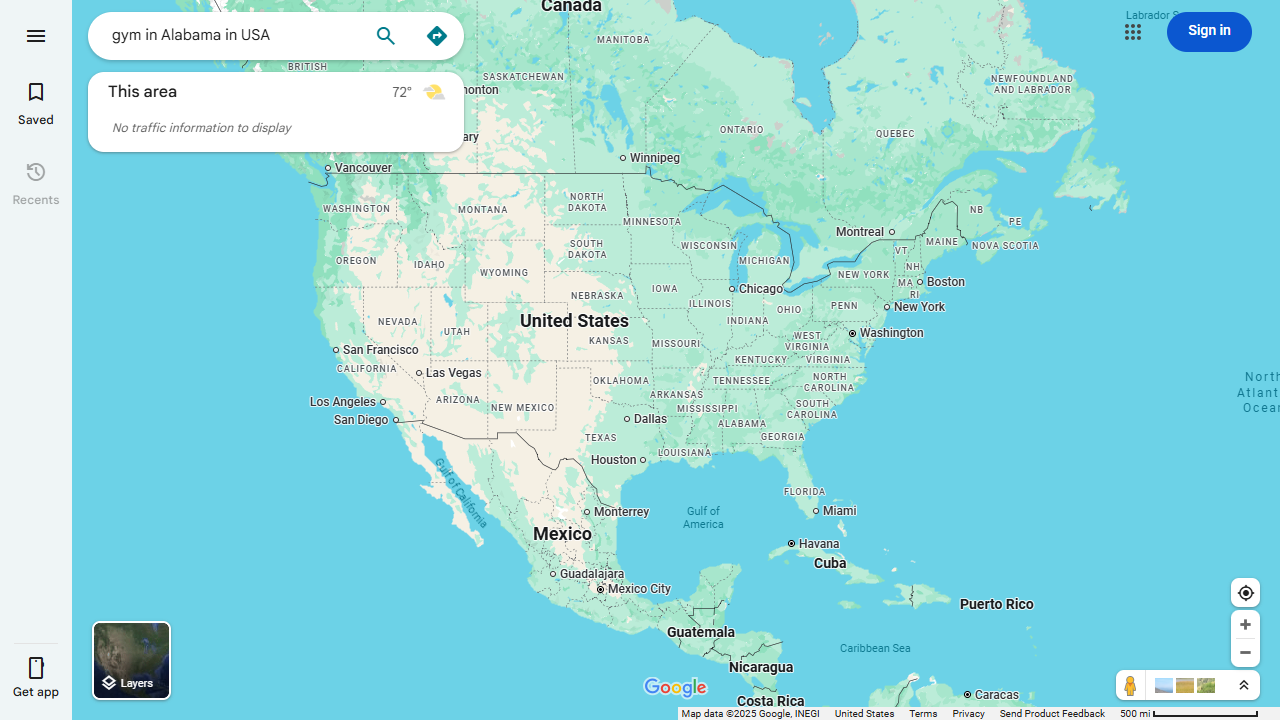 gym in Alabama in USA
Sign in
Saved
Recents
Get app
This area
72°
No traffic information to display
Layers
Canada
MANITOBA
BRITISH
SASKATCHEWAN
monton
ary
ONTARIO
QUEBEC
NEWFOUNDLAND
AND LABRADOR
Labrador S
Vancouver
Winnipeg
WASHINGTON
MONTANA
NORTH
DAKOTA
MINNESOTA
NB
PE
NOVA SCOTIA
MAINE
Montreal
VT
NH
MA
RI
OREGON
IDAHO
WYOMING
SOUTH
DAKOTA
WISCONSIN
MICHIGAN
NEW YORK
Boston
New York
NEBRASKA
IOWA
Chicago
ILLINOIS
INDIANA
OHIO
PENN
Washington
United States
NEVADA
UTAH
KANSAS
MISSOURI
WEST
VIRGINIA
KENTUCKY
VIRGINIA
San Francisco
CALIFORNIA
Las Vegas
OKLAHOMA
ARKANSAS
TENNESSEE
NORTH
CAROLINA
Los Angeles
San Diego
ARIZONA
NEW MEXICO
MISSISSIPPI
SOUTH
CAROLINA
Dallas
ALABAMA
GEORGIA
TEXAS
Houston
LOUISIANA
FLORIDA
Miami
Gulf of California
Gulf of
America
Monterrey
Mexico
Havana
Cuba
Guadalajara
Mexico City
Puerto Rico
Guatemala
Caribbean Sea
Nicaragua
Costa Rica
Caracas
North
Atlant
Ocean
Google
Map data ©2025 Google, INEGI
United States
Terms
Privacy
Send Product Feedback
500 mi